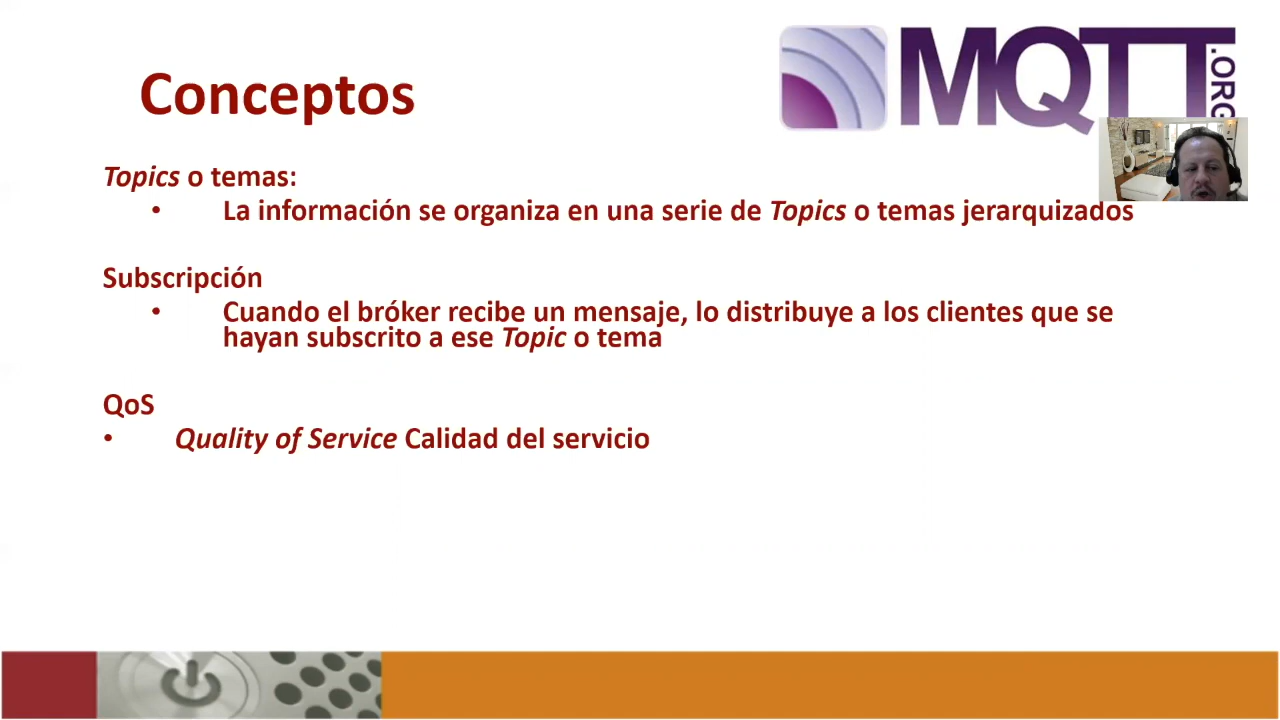 MQTT
.ORG
Conceptos
Topics o temas:
• La información se organiza en una serie de Topics o temas jerarquizados
Subscripción
• Cuando el bróker recibe un mensaje, lo distribuye a los clientes que se
hayan subscrito a ese Topic o tema
QoS
• Quality of Service Calidad del servicio